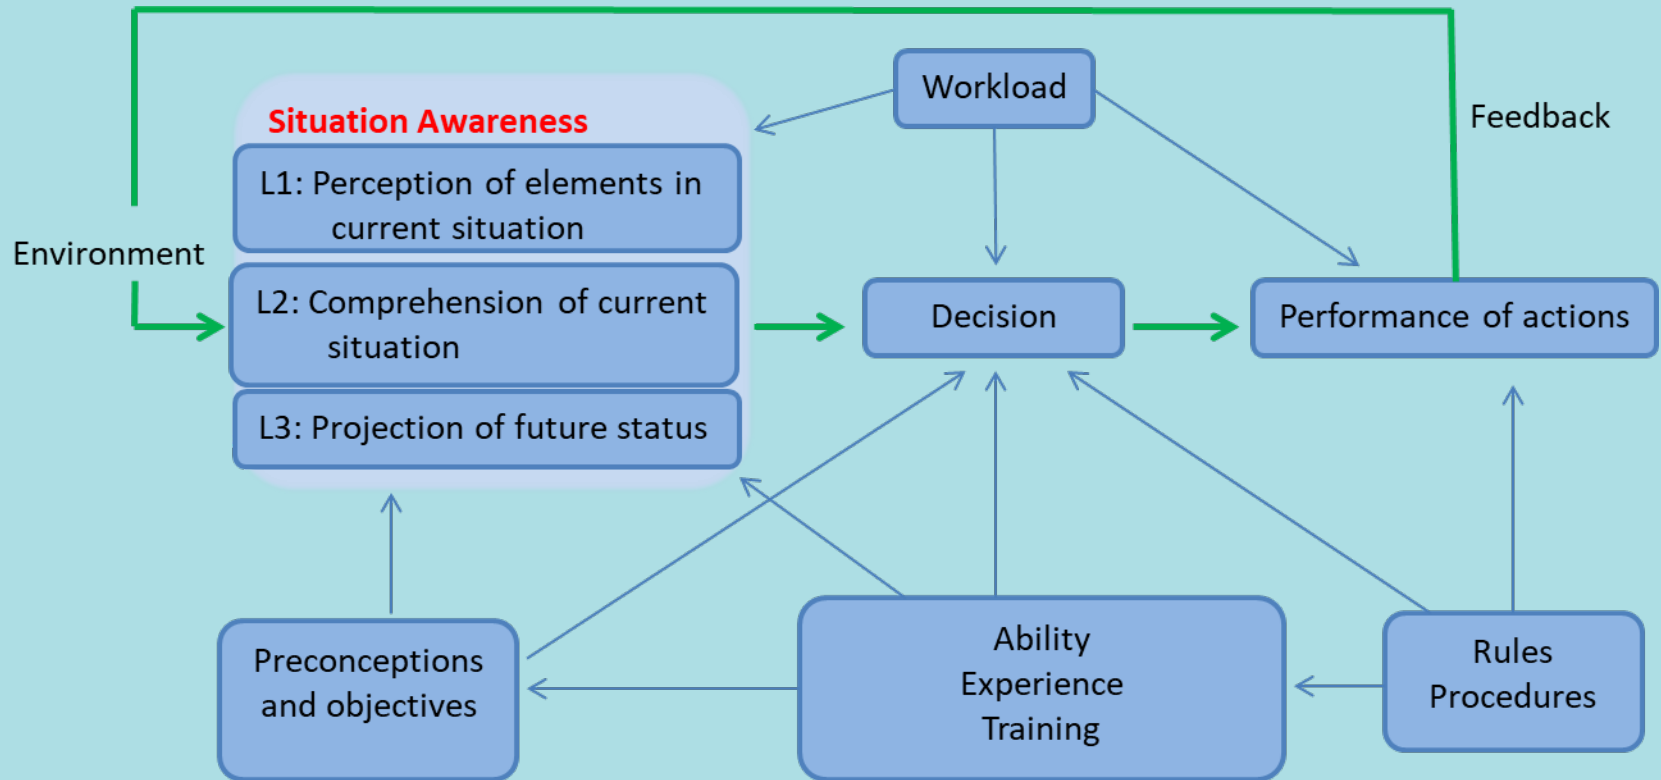 Workload
Feedback
Situation Awareness
L1: Perception of elements in
current situation
Environment
L2: Comprehension of current
situation
L3: Projection of future status
Decision
Performance of actions
Preconceptions
and objectives
Ability
Experience
Training
Rules
Procedures